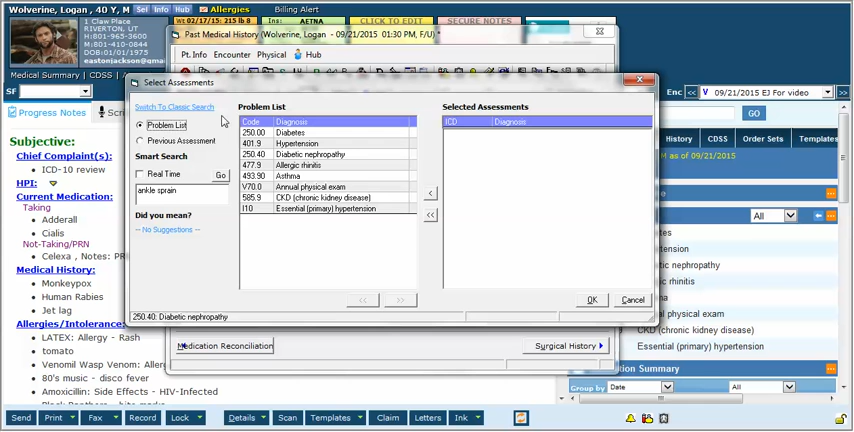 Wolverine, Logan , 40 Y, M
Sel
Info
Hub
Allergies
Billing Alert
1 Claw Place
RIVERTON, UT
H:801-965-3600
M:801-410-0844
DOB:01/01/1975
eastonjackson@
Wt: 02/17/15: 215 lb 8
Ins: AETNA
CLICK TO EDIT
SECURE NOTES
Medical Summary | CDSS |
Past Medical History (Wolverine, Logan - 09/21/2015 01:30 PM, F/U) *
Pt. Info Encounter Physical Hub
SF
Enc
V 09/21/2015 EJ For video
Progress Notes
GO
History CDSS Order Sets Templates
M as of 09/21/2015
Select Assessments
Switch To Classic Search
Problem List
Previous Assessment
Smart Search
Real Time
Go
ankle sprain
Did you mean?
-- No Suggestions --
Problem List
Code Diagnosis
250.00 Diabetes
401.9 Hypertension
250.40 Diabetic nephropathy
477.9 Allergic rhinitis
493.90 Asthma
V70.0 Annual physical exam
585.9 CKD (chronic kidney disease)
I10 Essential (primary) hypertension
<
<<
<<
>>
Selected Assessments
ICD Diagnosis
OK
Cancel
250.40: Diabetic nephropathy
Subjective:
Chief Complaint(s):
ICD-10 review
HPI:
Current Medication:
Taking
Adderall
Cialis
Not-Taking/PRN
Celexa , Notes:
Medical History:
Monkeypox
Human Rabies
Jet lag
Allergies/Intolerance:
LATEX: Allergy - Rash
tomato
Venomil Wasp Venom:
80's music - disco fever
Amoxicillin: Side Effects - HIV-Infected
Medication Reconciliation
Surgical History
All
physical exam
CKD (chronic kidney disease)
Essential (primary) hypertension
Summary
Group by
Date
All
Send
Print
Fax
Record
Lock
Details
Scan
Templates
Claim
Letters
Ink